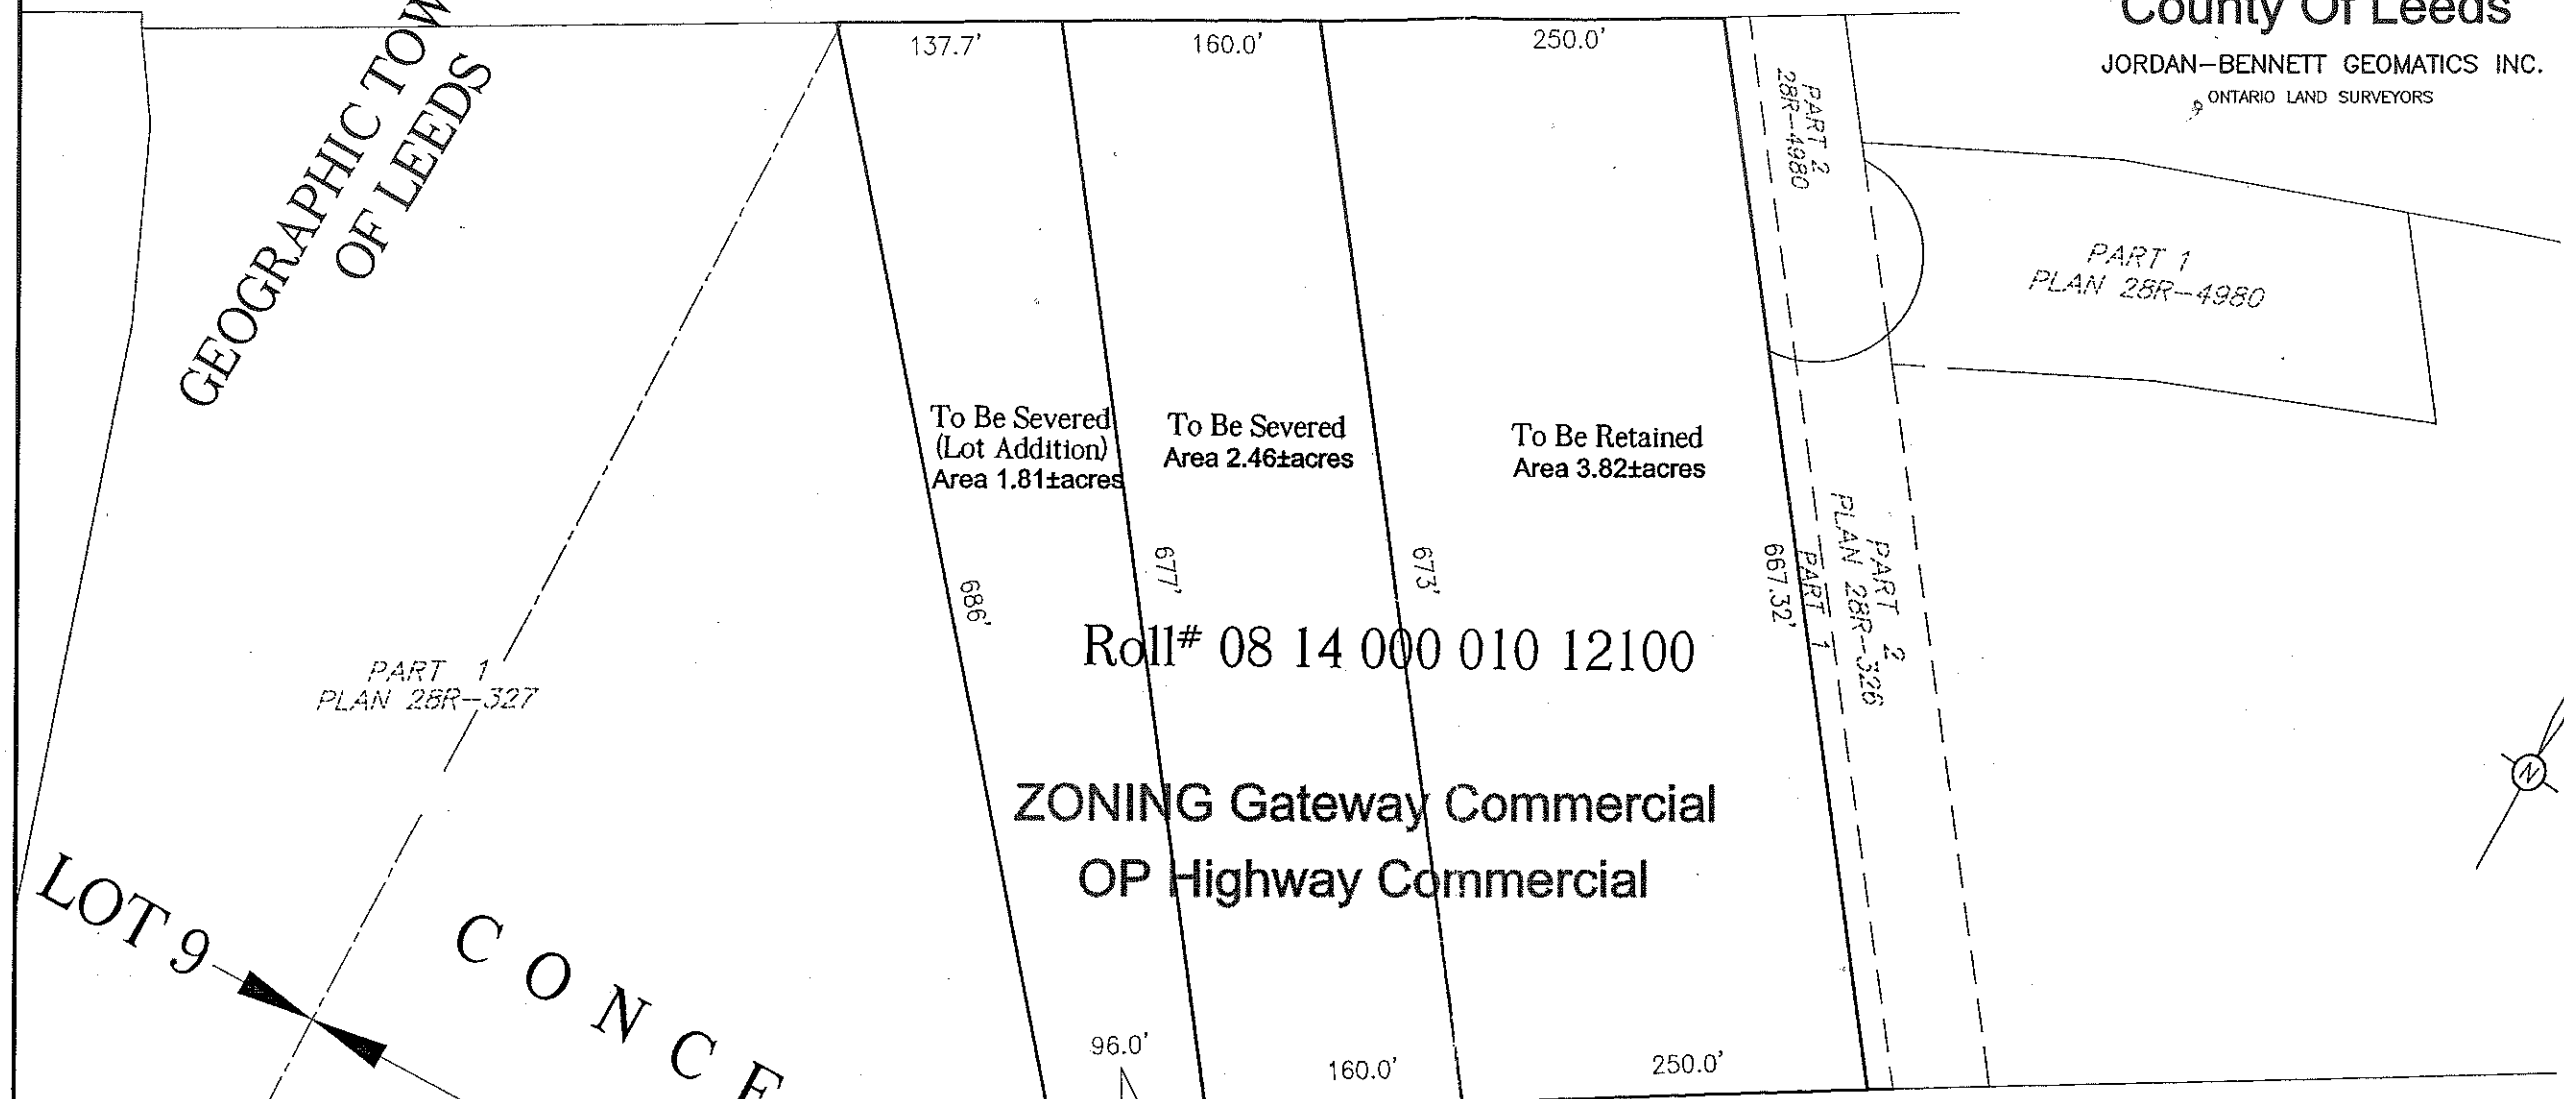 County Of Leeds
JORDAN–BENNETT GEOMATICS INC.
ONTARIO LAND SURVEYORS
GEOGRAPHIC
OF LEEDS
137.7'
160.0'
250.0'
PART 2
28R–4980
PART 1
PLAN 28R–4980
To Be Severed
(Lot Addition)
Area 1.81±acres
To Be Severed
Area 2.46±acres
To Be Retained
Area 3.82±acres
686'
677'
673'
667.32'
PART 1
PART 2
PLAN 28R–326
Roll# 08 14 000 010 12100
PART 1
PLAN 28R–327
ZONING Gateway Commercial
OP Highway Commercial
N
LOT 9
96.0'
160.0'
250.0'